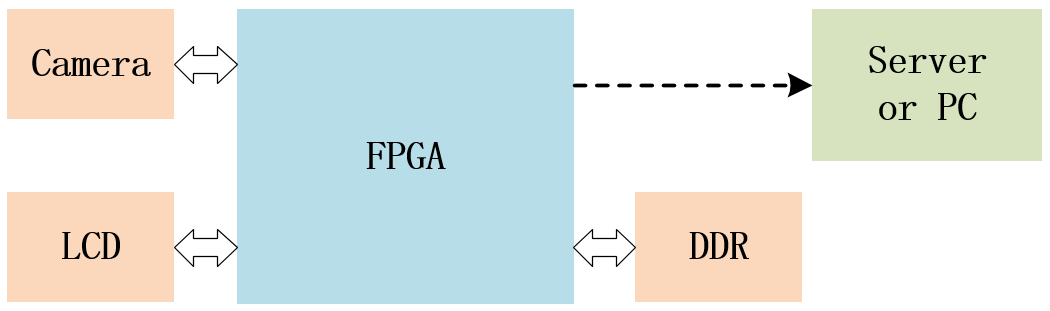 Camera
Server
or PC
FPGA
LCD
DDR